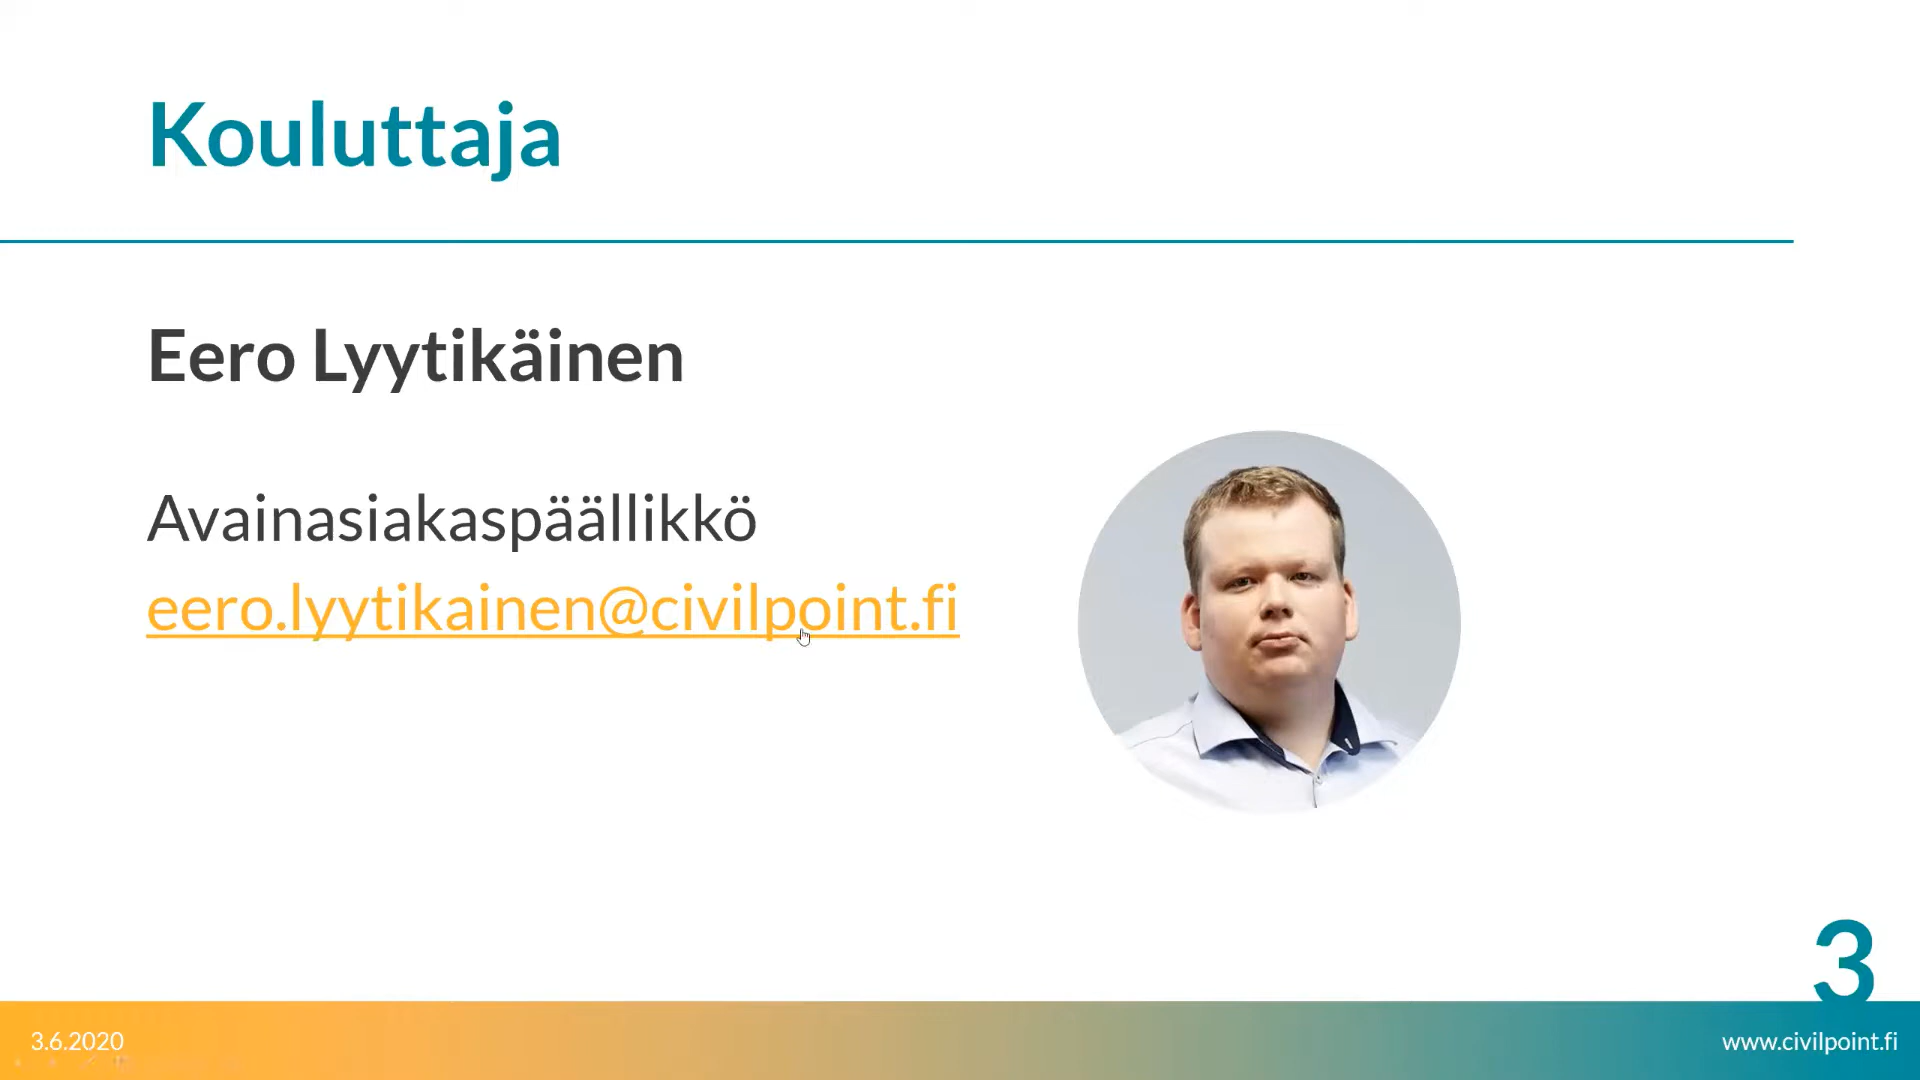 Kouluttaja
Eero Lyytikäinen
Avainasiakaspäällikkö
eero.lyytikainen@civilpoint.fi
3
3.6.2020
www.civilpoint.fi